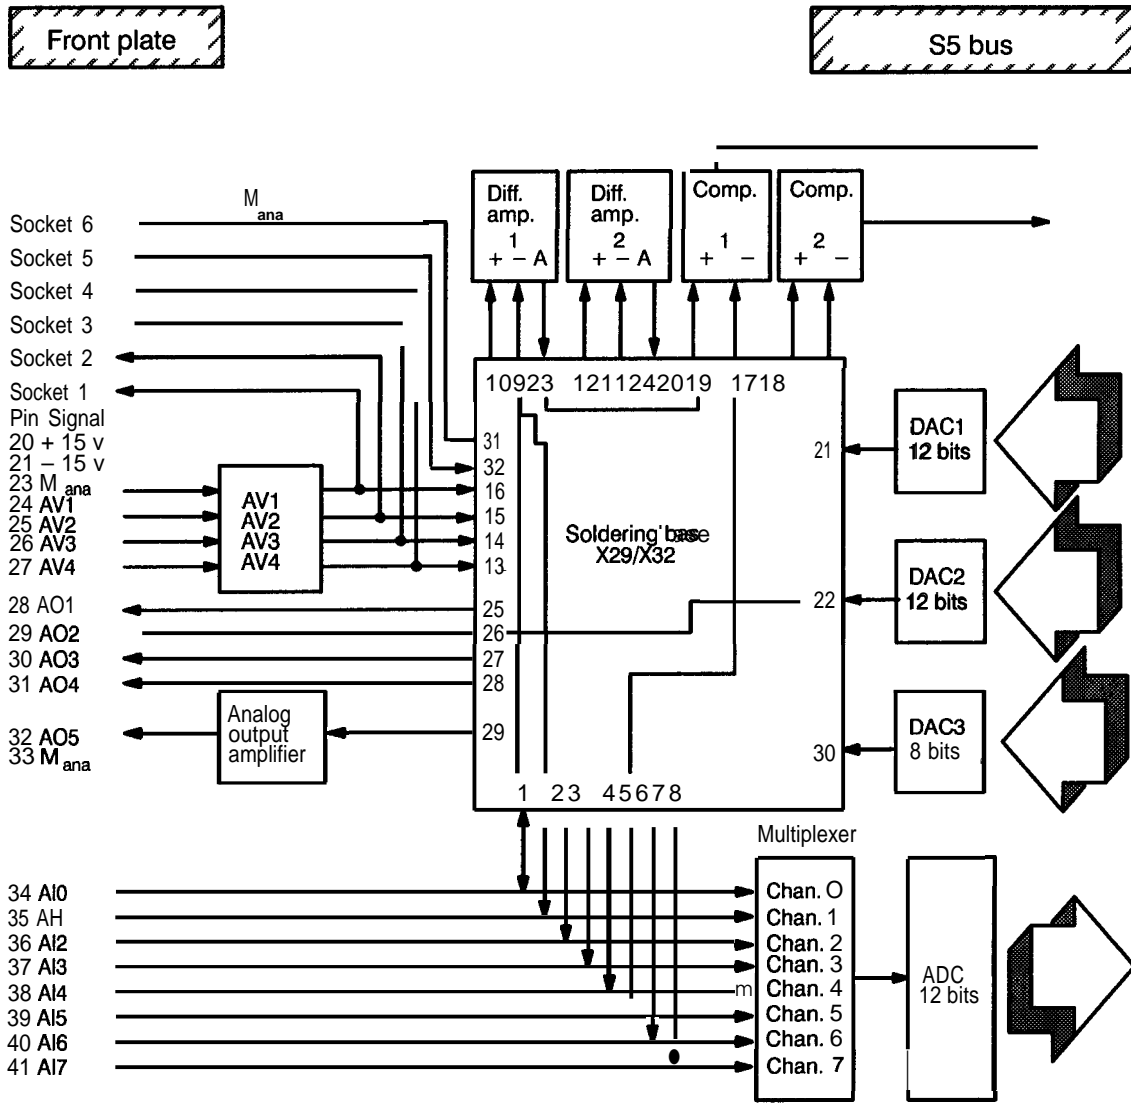 Front plate
S5 bus
Diff. amp. 1 + − A
Diff. amp. 2 + − A
Comp. 1 + −
Comp. 2 + −
M ana
Socket 6
Socket 5
Socket 4
Socket 3
Socket 2
Socket 1
Pin Signal
20 + 15 v
21 − 15 v
23 M ana
24 AV1
25 AV2
26 AV3
27 AV4
AV1
AV2
AV3
AV4
28 AO1
29 AO2
30 AO3
31 AO4
32 AO5
33 M ana
Analog
output
amplifier
10923 1211242019 1718
31
32
16
15
14
13
25
26
27
28
29
Soldering base
X29/X32
21
22
30
1 23 45678
DAC1
12 bits
DAC2
12 bits
DAC3
8 bits
Multiplexer
34 AI0
35 AH
36 AI2
37 AI3
38 AI4
39 AI5
40 AI6
41 AI7
Chan. O
Chan. 1
Chan. 2
Chan. 3
m Chan. 4
Chan. 5
Chan. 6
Chan. 7
ADC
12 bits